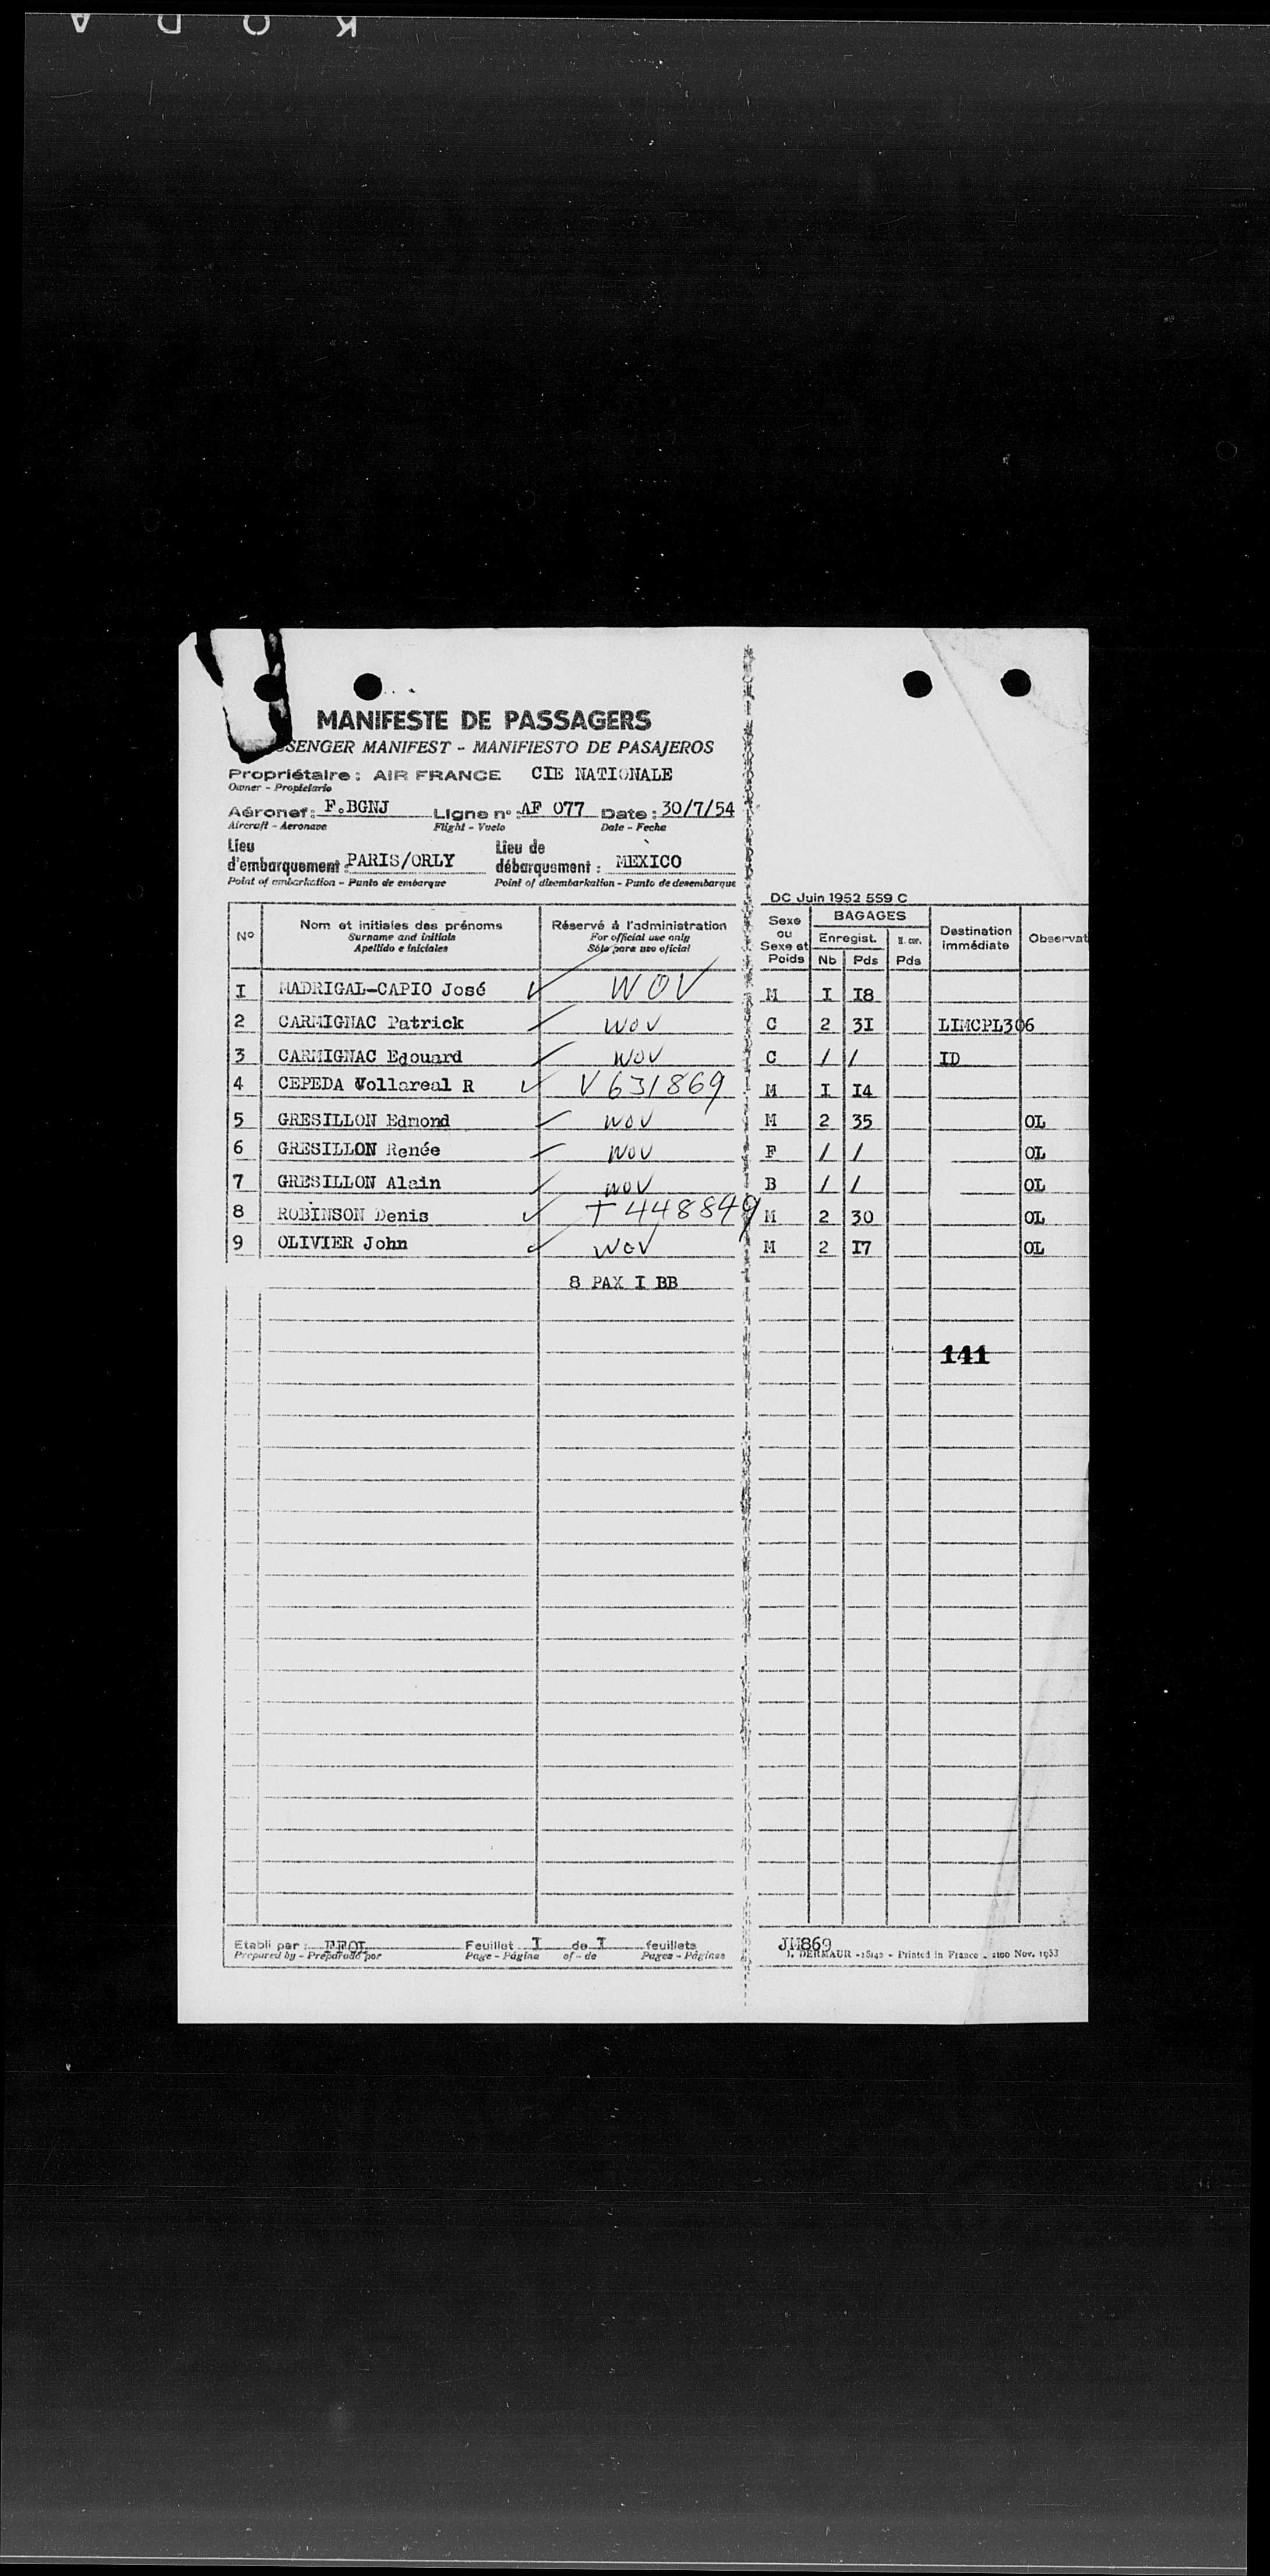 KODA
MANIFESTE DE PASSAGERS
SENGER MANIFEST - MANIFIESTO DE PASAJEROS
Propriétaire : AIR FRANCE CIE NATIONALE
Owner - Propietario
Aéronef : F.BGNJ Ligne n° : AF 077 Date : 30/7/54
Aircraft - Aeronave Flight - Vuelo Date - Fecha
Lieu d'embarquement : PARIS/ORLY Lieu de débarquement : MEXICO
Point of embarkation - Punto de embarque Point of disembarkation - Punto de desembarque
DC Juin 1952 559 C
N° Nom et initiales des prénoms Réservé à l'administration Sexe ou Sexe et Poids BAGAGES Destination immédiate Observat
Surname and initials For official use only Enregist.
Apellido e iniciales Sólo para uso oficial Nb Pds Pds
I MADRIGAL-CAPIO José ✓ WOV M I I8
2 CARMIGNAC Patrick ✓ WOV C 2 3I LIMCPL306
3 CARMIGNAC Edouard ✓ WOV C / / ID
4 CEPEDA Vollareal R ✓ V631869 M I I4
5 GRESILLON Edmond ✓ WOV M 2 35 OL
6 GRESILLON Renée ✓ WOV F / / OL
7 GRESILLON Alain ✓ WOV B / / OL
8 ROBINSON Denis ✓ T448849 M 2 30 OL
9 OLIVIER John ✓ WOV M 2 I7 OL
8 PAX I BB
141
Etabli par : Feuillet I de I feuillets
Prepared by - Preparado por Page - Página of - de Pages - Páginas
JM869
J. DERMAUR - Printed in France - Nov. 1953